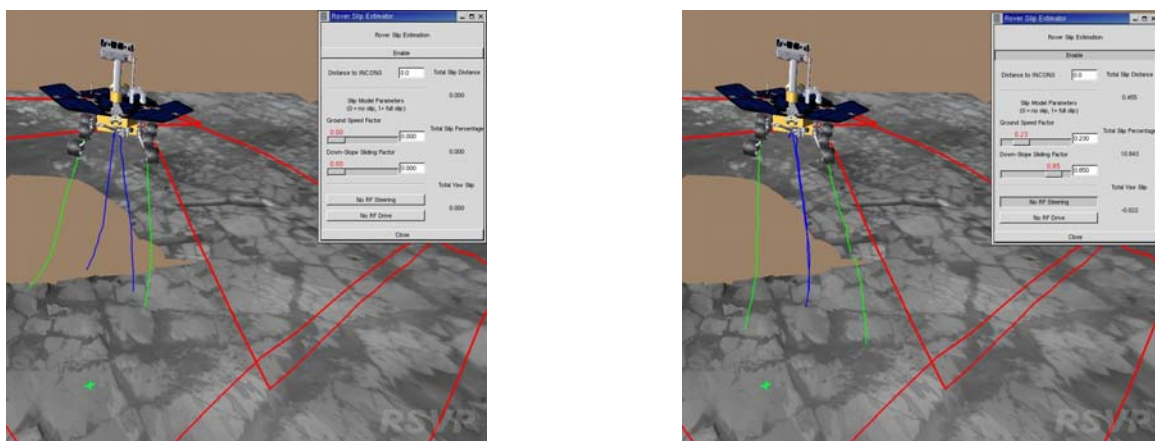 Rover Slip Estimator
Rover Slip Estimation
Enable
Distance to INCONS 0.0 Total Slip Distance
0.000
Slip Model Parameters
(0 = no slip, 1= full slip)
Ground Speed Factor
0.00 0.000 Total Slip Percentage
Down-Slope Sliding Factor 0.000
0.00 0.000
Total Yaw Slip
No RF Steering
0.000
No RF Drive
Close
RSVP
Rover Slip Estimator
Rover Slip Estimation
Enable
Distance to INCONS 0.0 Total Slip Distance
0.455
Slip Model Parameters
(0 = no slip, 1= full slip)
Ground Speed Factor
0.23 0.230 Total Slip Percentage
Down-Slope Sliding Factor 10.843
0.85 0.850
Total Yaw Slip
No RF Steering
-0.022
No RF Drive
Close
RSVP